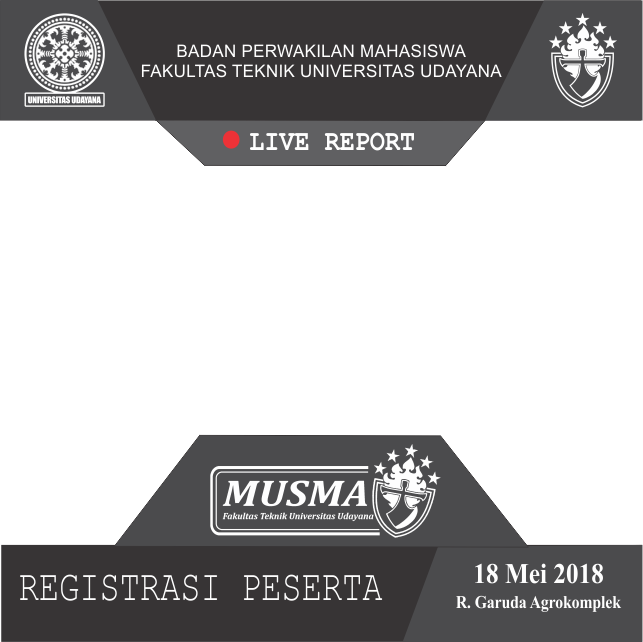 BADAN PERWAKILAN MAHASISWA
FAKULTAS TEKNIK UNIVERSITAS UDAYANA
UNIVERSITAS UDAYANA
LIVE REPORT
MUSMA
Fakultas Teknik Universitas Udayana
REGISTRASI PESERTA
18 Mei 2018
R. Garuda Agrokomplek